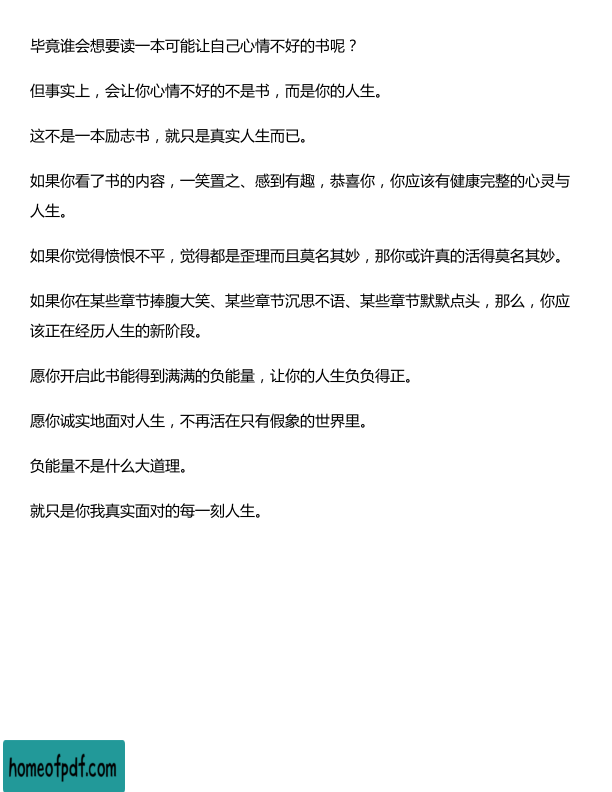 毕竟谁会想要读一本可能让自己心情不好的书呢？
但事实上，会让你心情不好的不是书，而是你的人生。
这不是一本励志书，就只是真实人生而已。
如果你看了书的内容，一笑置之、感到有趣，恭喜你，你应该有健康完整的心灵与
人生。
如果你觉得愤恨不平，觉得都是歪理而且莫名其妙，那你或许真的活得莫名其妙。
如果你在某些章节捧腹大笑、某些章节沉思不语、某些章节默默点头，那么，你应
该正在经历人生的新阶段。
愿你开启此书能得到满满的负能量，让你的人生负负得正。
愿你诚实地面对人生，不再活在只有假象的世界里。
负能量不是什么大道理。
就只是你我真实面对的每一刻人生。
homeofpdf.com